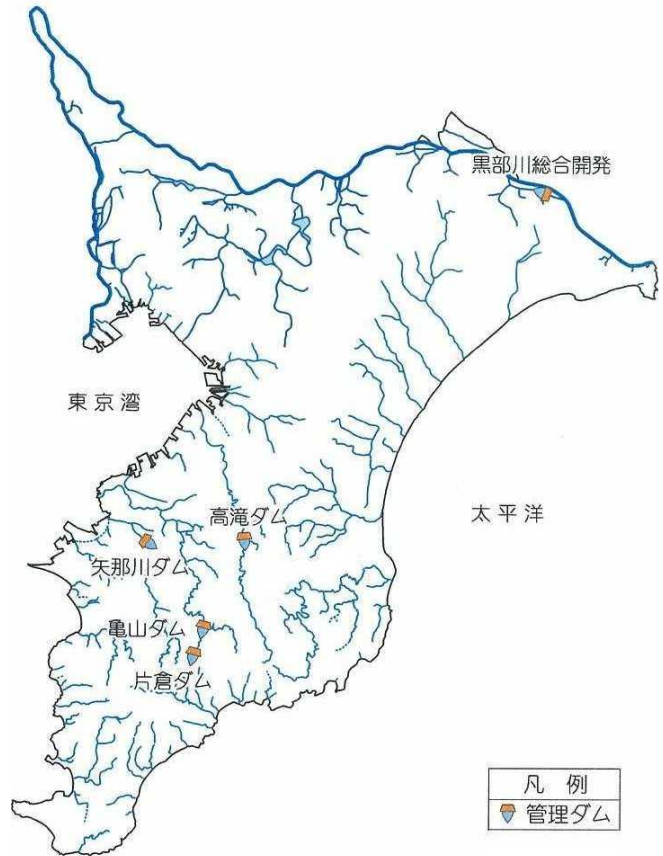 黒部川総合開発
東京湾
高滝ダム
太平洋
矢那川ダム
亀山ダム
片倉ダム
凡例
管理ダム